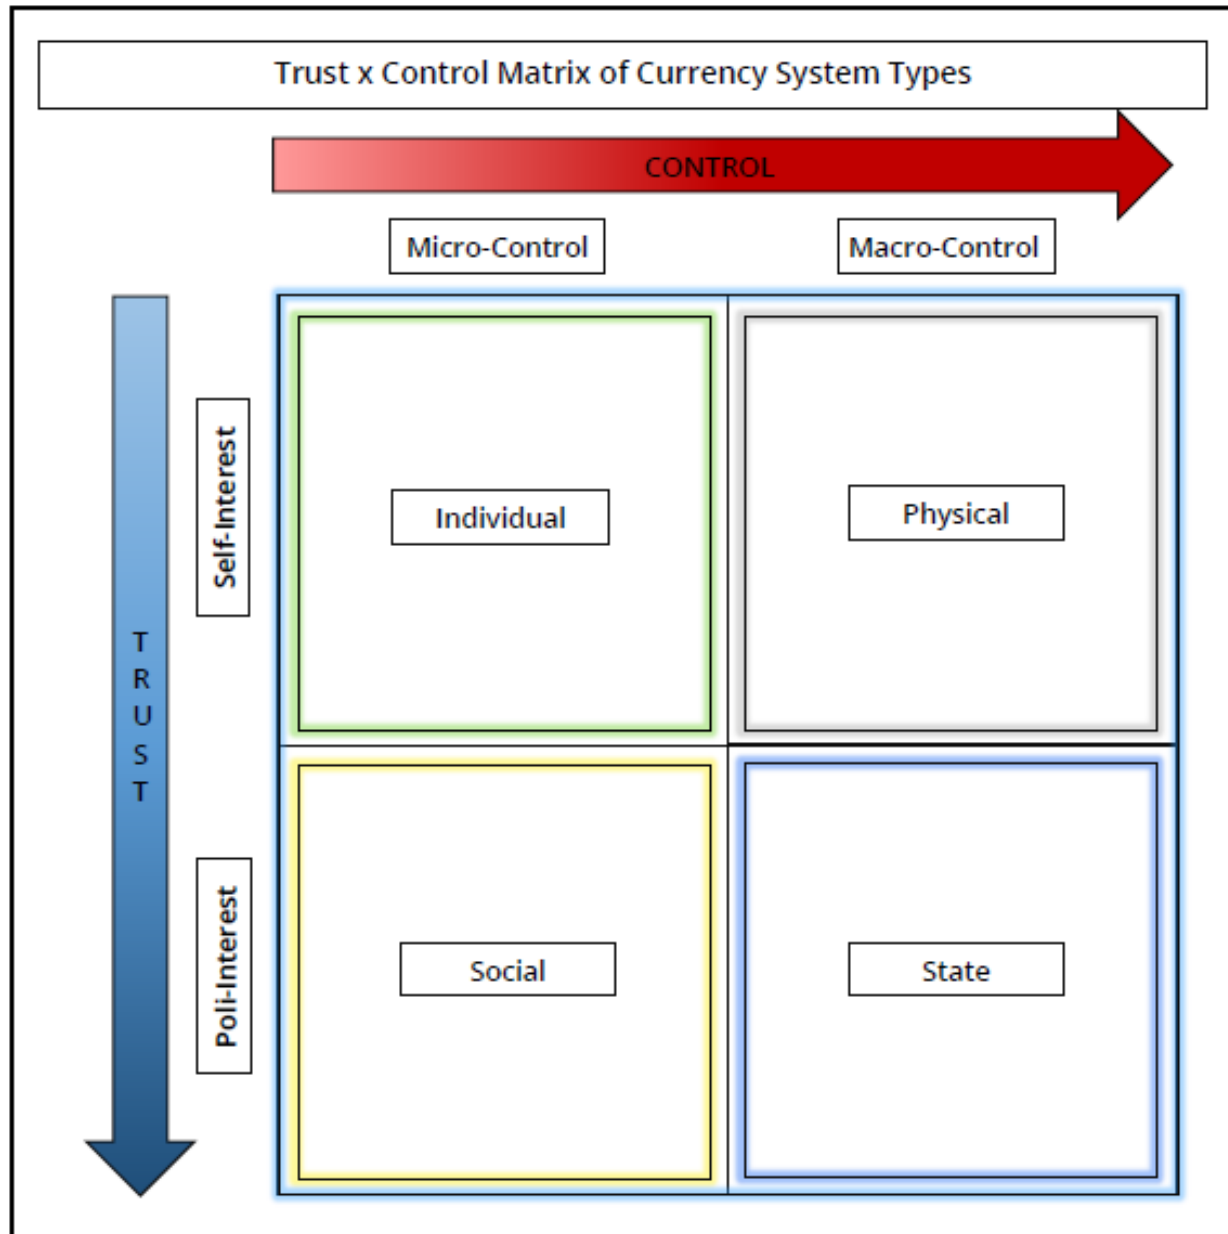 Trust x Control Matrix of Currency System Types
CONTROL
Micro-Control
Macro-Control
TRUST
Self-Interest
Individual
Physical
Poli-Interest
Social
State